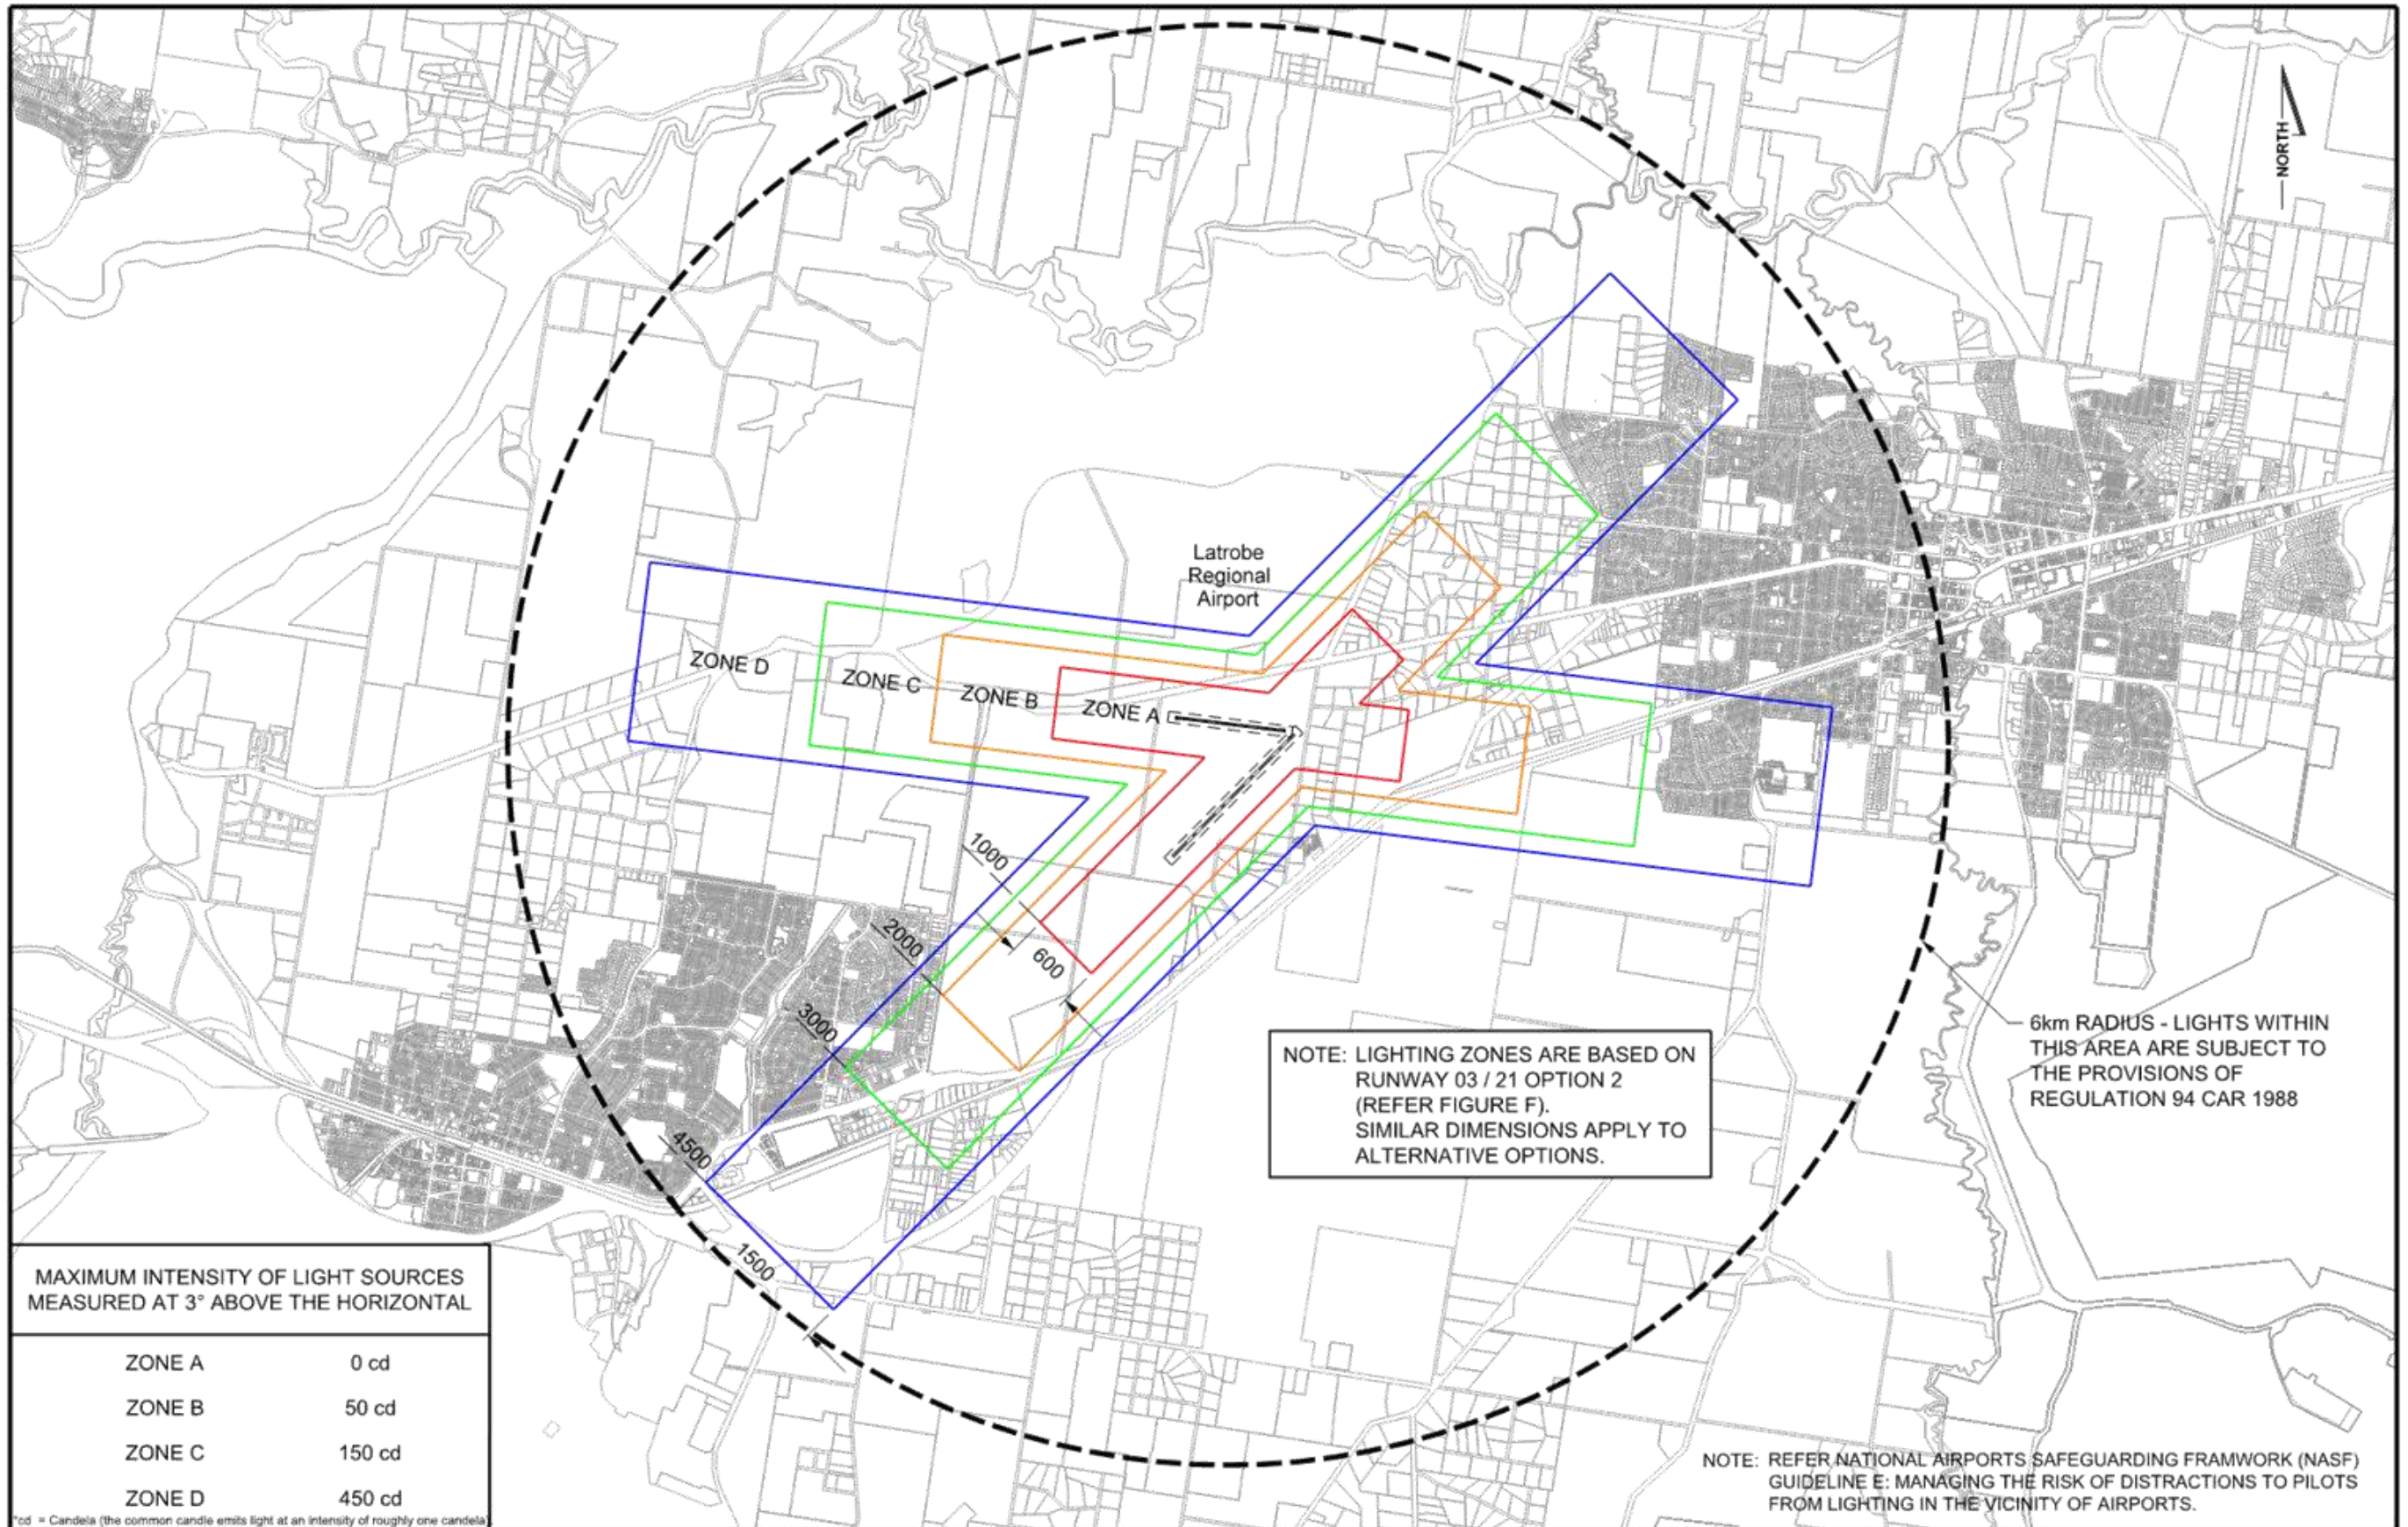 NORTH
Latrobe
Regional
Airport
ZONE D
ZONE C
ZONE B
ZONE A
1000
2000
600
3000
4500
1500
6km RADIUS - LIGHTS WITHIN
THIS AREA ARE SUBJECT TO
THE PROVISIONS OF
REGULATION 94 CAR 1988
NOTE: LIGHTING ZONES ARE BASED ON
RUNWAY 03 / 21 OPTION 2
(REFER FIGURE F).
SIMILAR DIMENSIONS APPLY TO
ALTERNATIVE OPTIONS.
MAXIMUM INTENSITY OF LIGHT SOURCES
MEASURED AT 3° ABOVE THE HORIZONTAL
ZONE A 0 cd
ZONE B 50 cd
ZONE C 150 cd
ZONE D 450 cd
*cd = Candela (the common candle emits light at an intensity of roughly one candela)
NOTE: REFER NATIONAL AIRPORTS SAFEGUARDING FRAMWORK (NASF)
GUIDELINE E: MANAGING THE RISK OF DISTRACTIONS TO PILOTS
FROM LIGHTING IN THE VICINITY OF AIRPORTS.